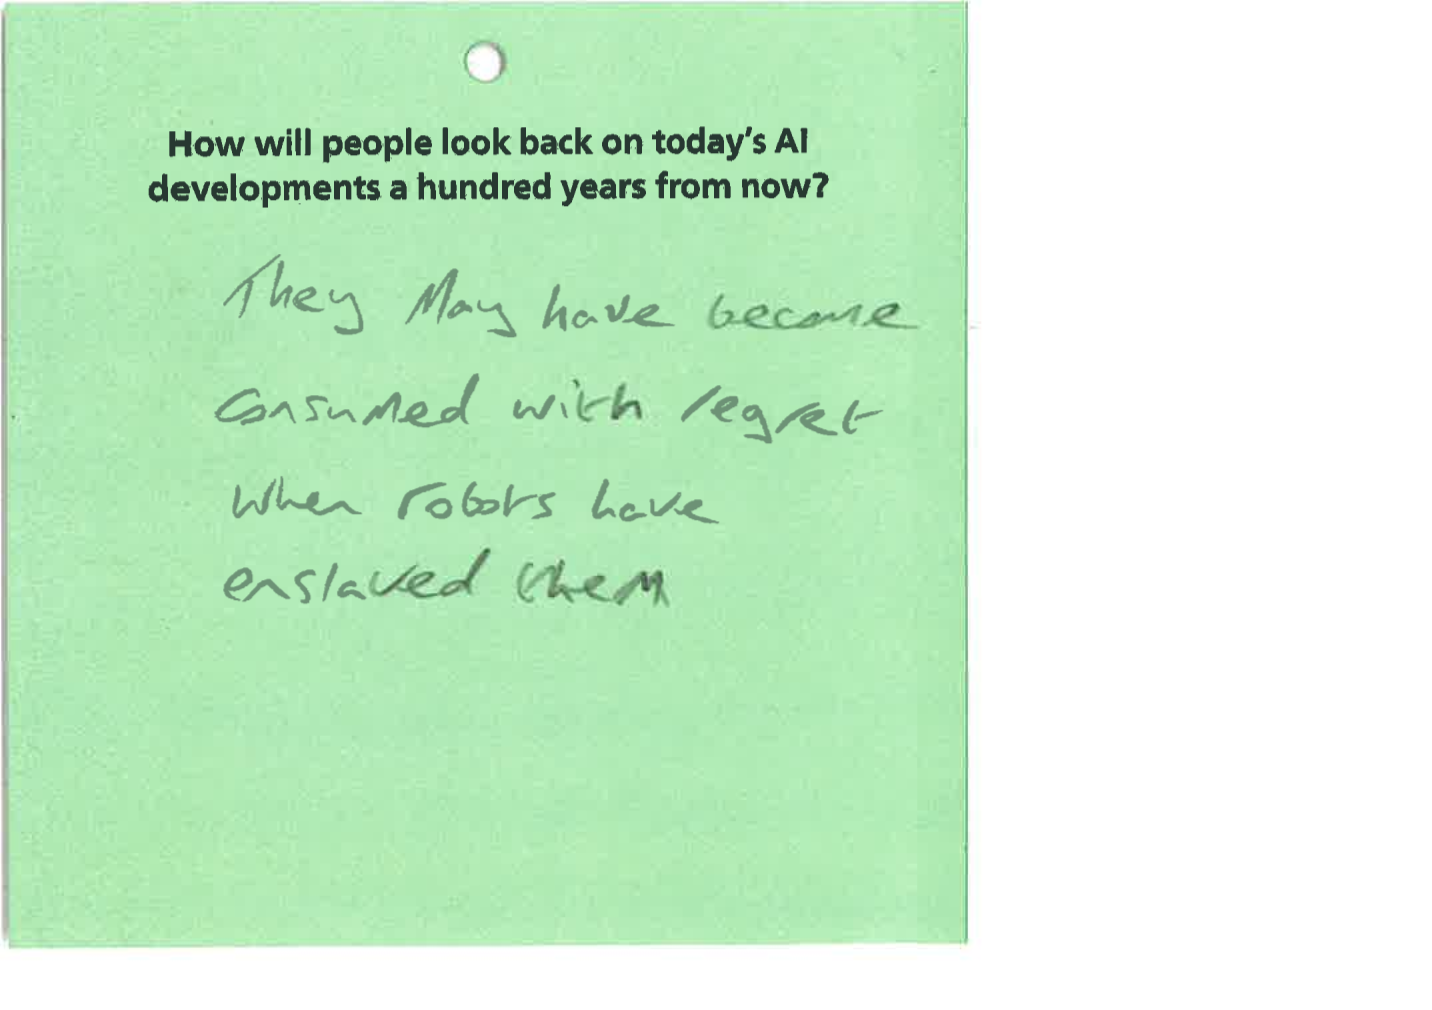 How will people look back on today's AI
developments a hundred years from now?
They May have become
consumed with regret
when robots have
enslaved them